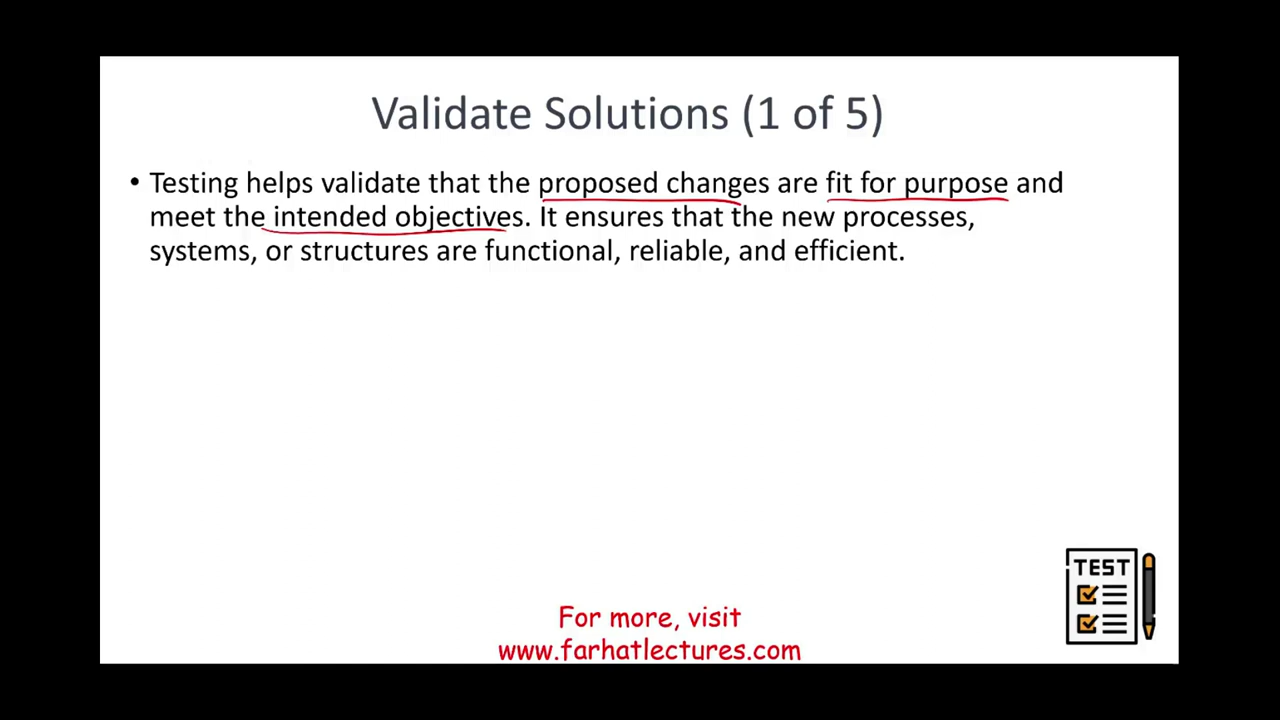 Validate Solutions (1 of 5)
• Testing helps validate that the proposed changes are fit for purpose and
meet the intended objectives. It ensures that the new processes,
systems, or structures are functional, reliable, and efficient.
TEST
For more, visit
www.farhatlectures.com